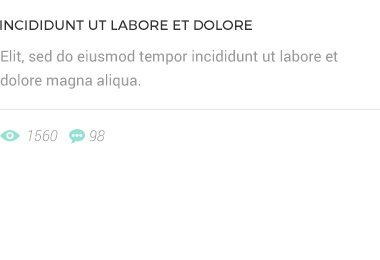 INCIDIDUNT UT LABORE ET DOLORE
Elit, sed do eiusmod tempor incididunt ut labore et
dolore magna aliqua.
1560 98